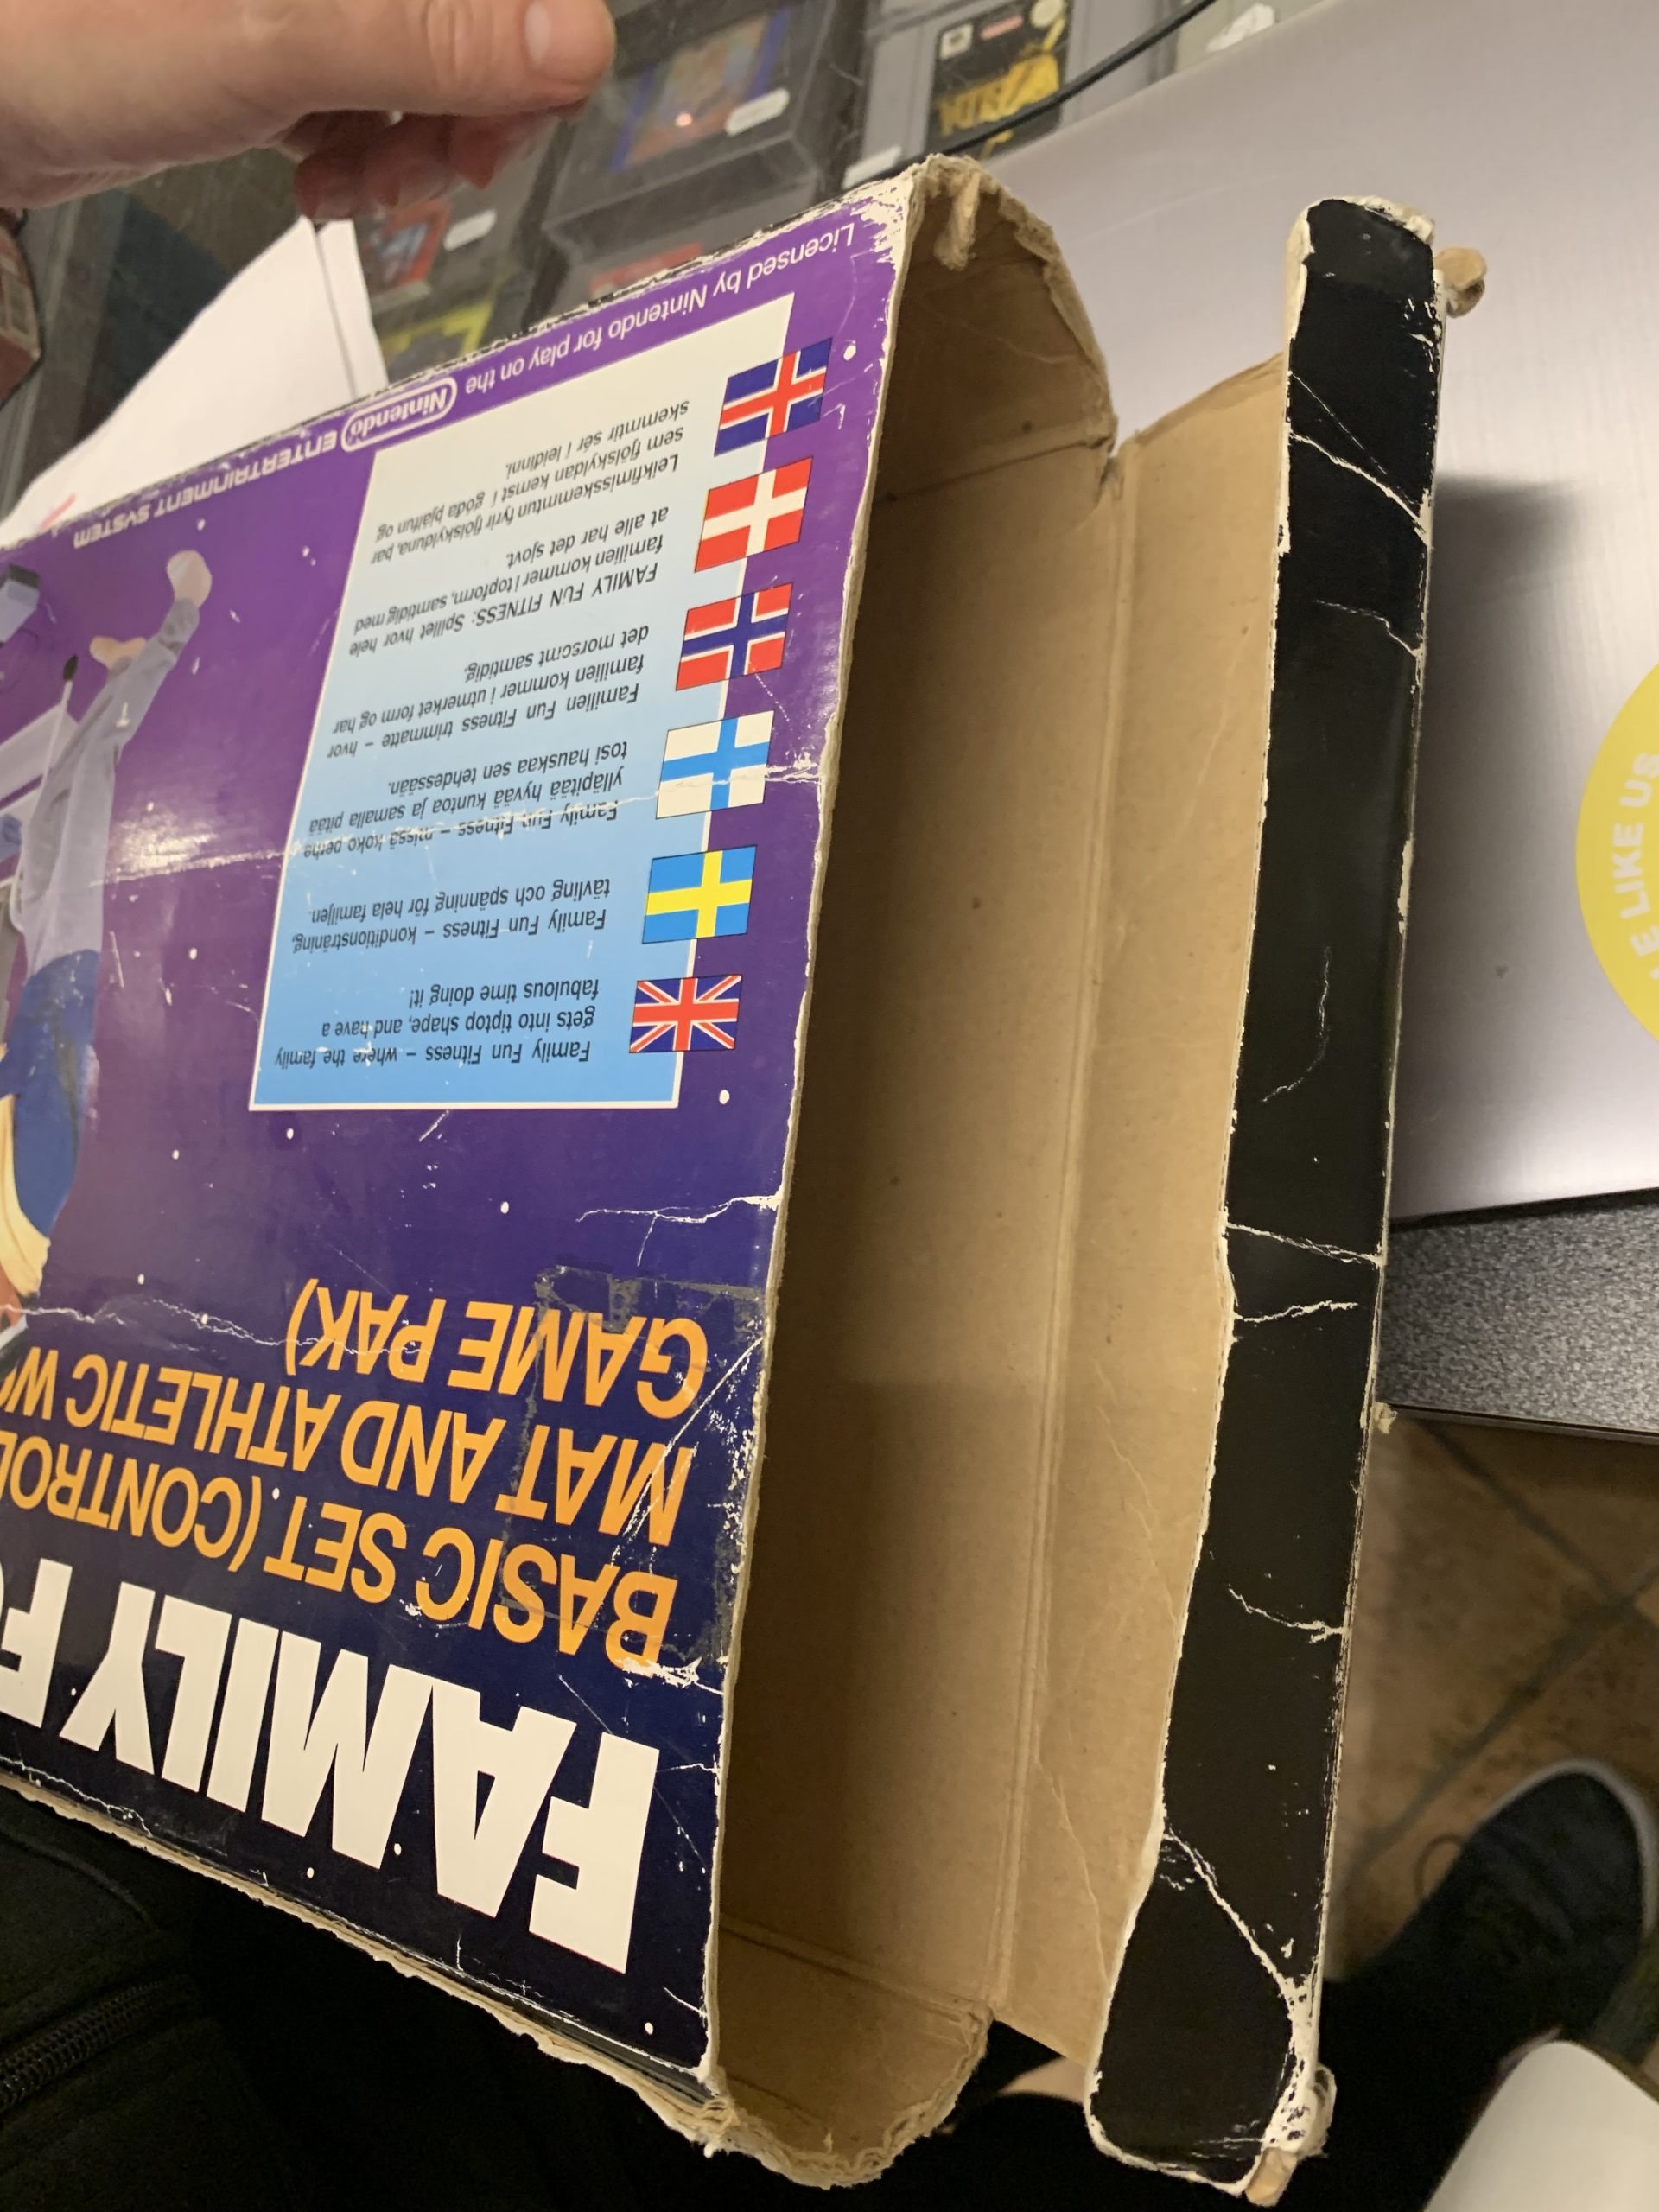 FAMILY F
BASIC SET (CONTROL
MAT AND ATHLETIC W
GAME PAK)
Family Fun Fitness – where the family
gets into tiptop shape, and have a
fabulous time doing it!
Family Fun Fitness – konditionsträning,
tävling och spänning för hela familjen.
Family Fun Fitness – missä koko perhe
ylläpitää hyvää kuntoa ja samalla pitää
tosi hauskaa sen tehdessään.
Familien Fun Fitness trimmatte – hvor
familien kommer i utmerket form og har
det morsomt samtidig.
FAMILY FUN FITNESS: Spillet hvor hele
familien kommer i topform, samtidig med
at alle har det sjovt.
Leikfimisskemmtun fyrir fjölskylduna, þar
sem fjölskyldan kemst í góða þjálfun og
skemmtir sér í leiðinni.
Licensed by Nintendo for play on the
Nintendo ENTERTAINMENT SYSTEM
LIKE US